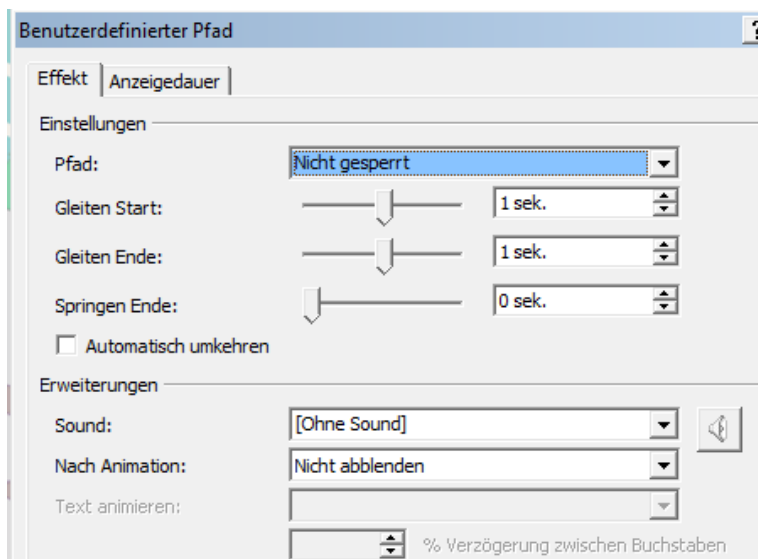 Benutzerdefinierter Pfad ?
Effekt Anzeigedauer
Einstellungen
Pfad: Nicht gesperrt
Gleiten Start: 1 sek.
Gleiten Ende: 1 sek.
Springen Ende: 0 sek.
Automatisch umkehren
Erweiterungen
Sound: [Ohne Sound]
Nach Animation: Nicht abblenden
Text animieren:
% Verzögerung zwischen Buchstaben